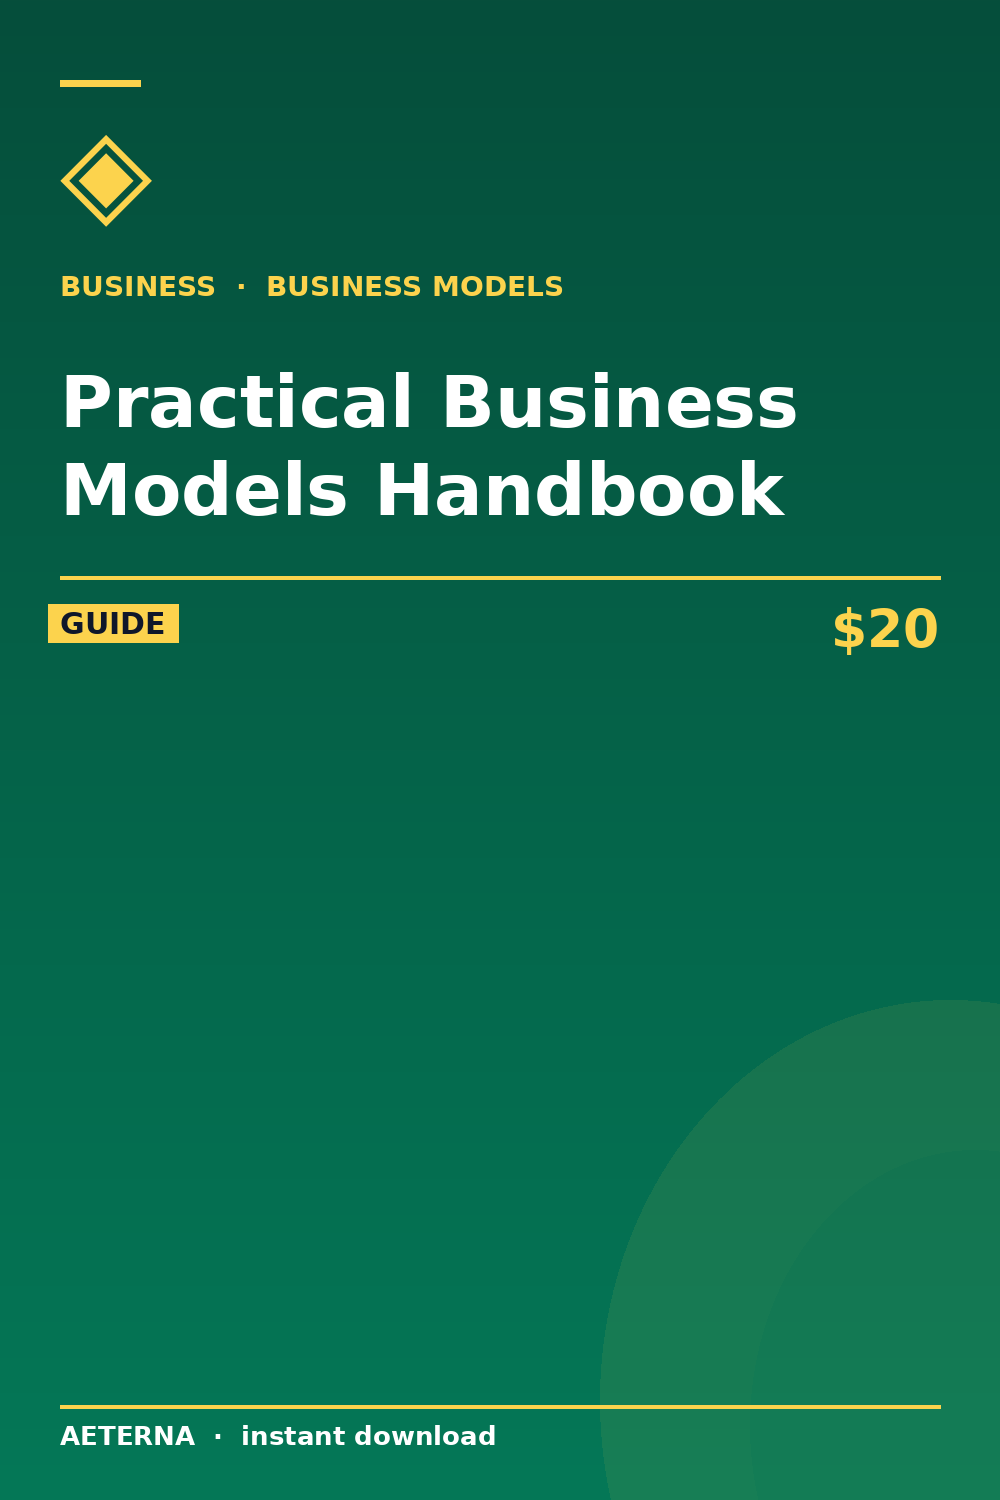 BUSINESS · BUSINESS MODELS
Practical Business
Models Handbook
GUIDE
$20
AETERNA · instant download